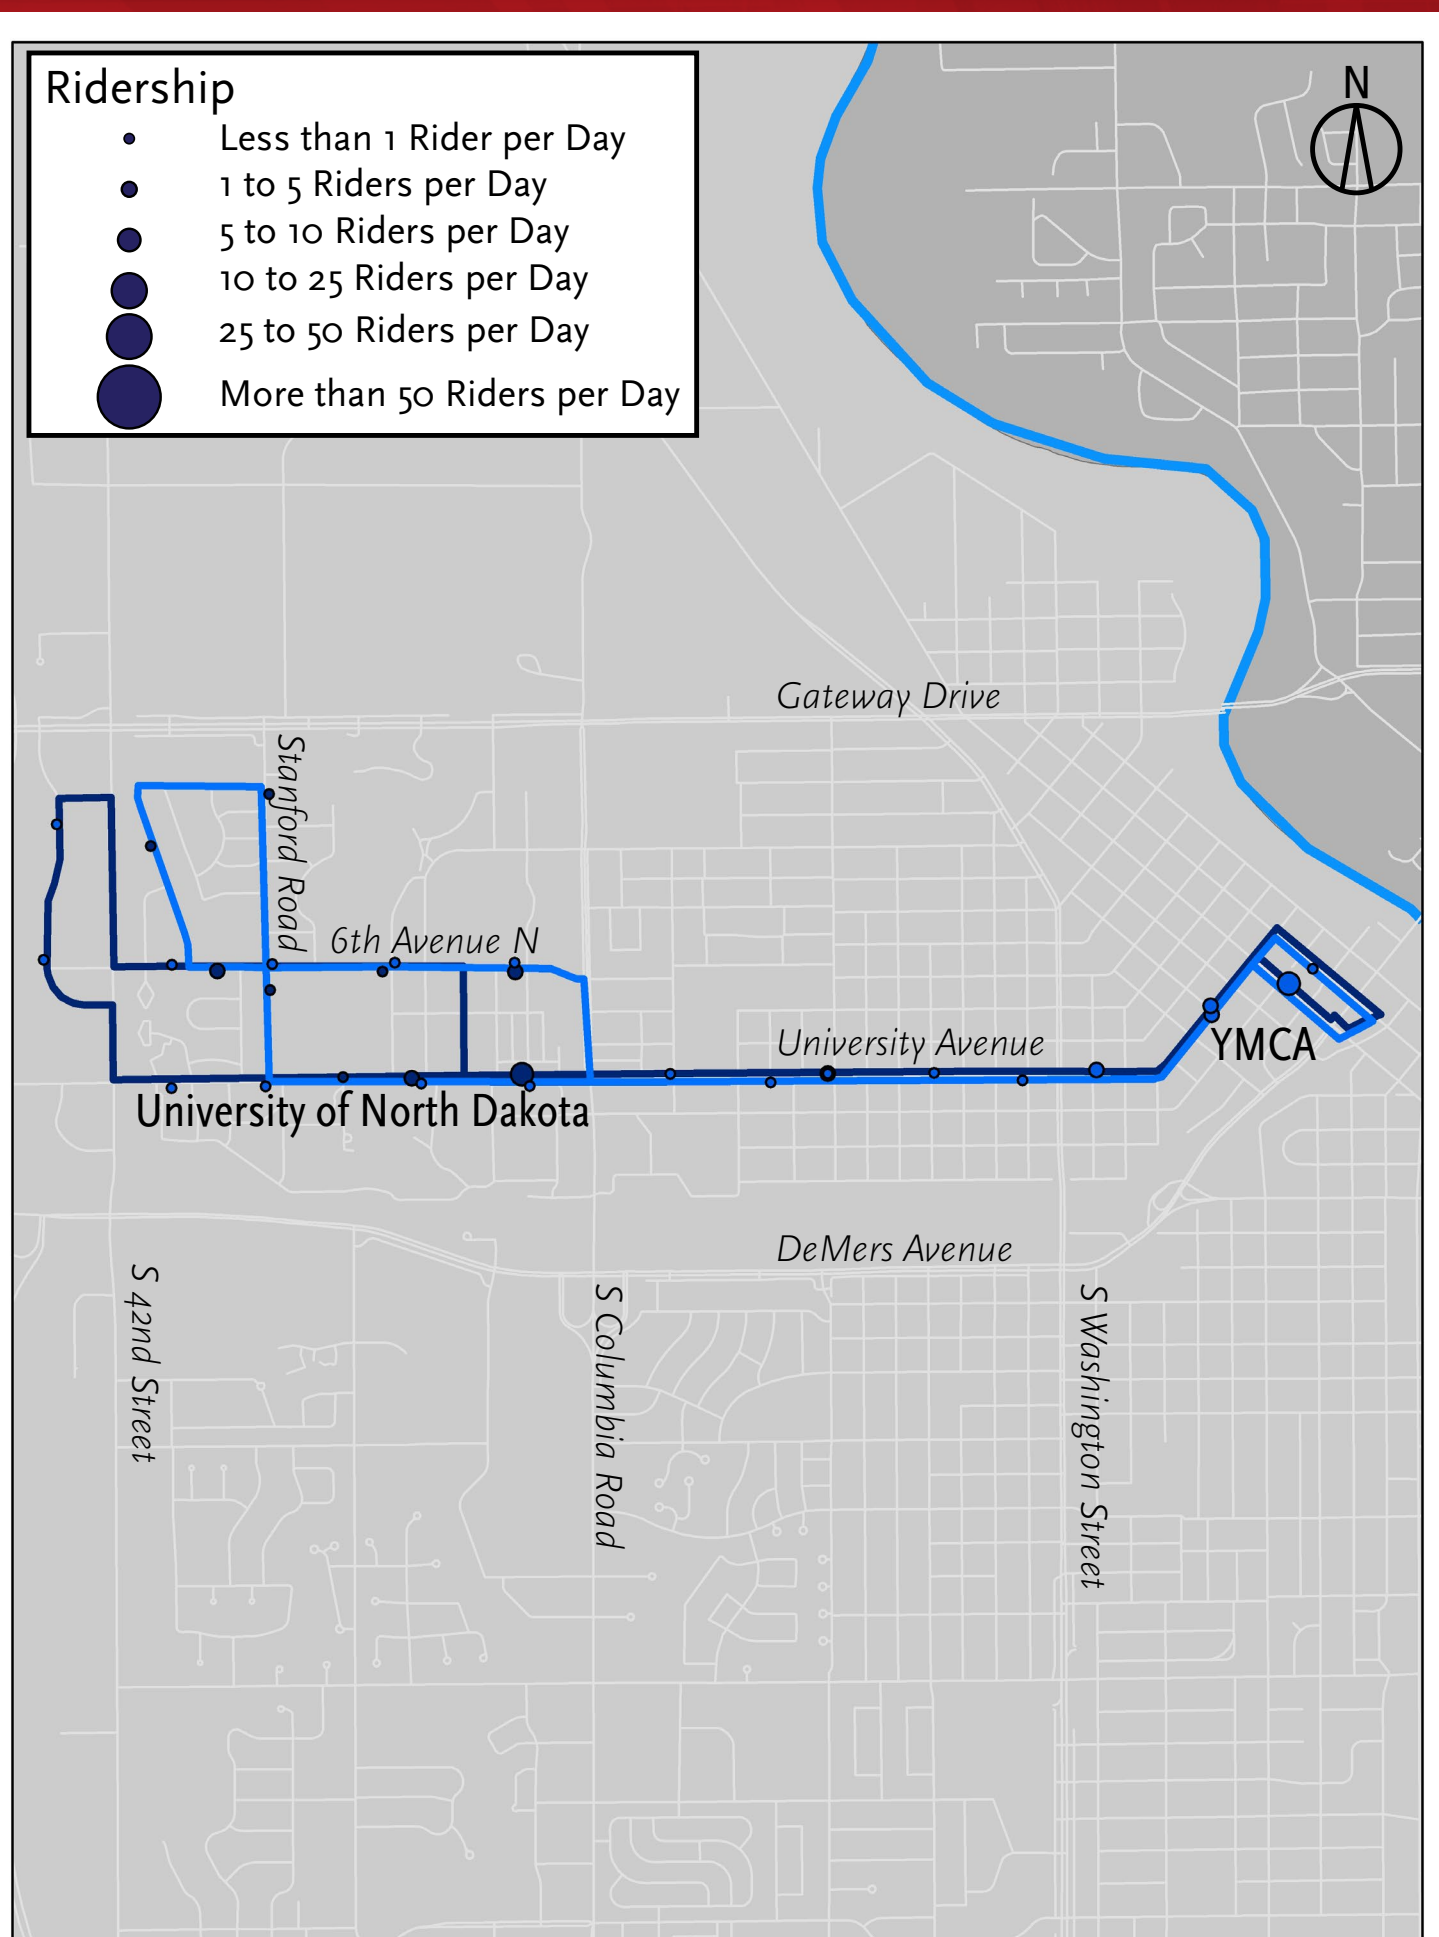 Ridership
Less than 1 Rider per Day
1 to 5 Riders per Day
5 to 10 Riders per Day
10 to 25 Riders per Day
25 to 50 Riders per Day
More than 50 Riders per Day
N
Gateway Drive
Stanford Road
6th Avenue N
University Avenue
YMCA
University of North Dakota
DeMers Avenue
S 42nd Street
S Columbia Road
S Washington Street